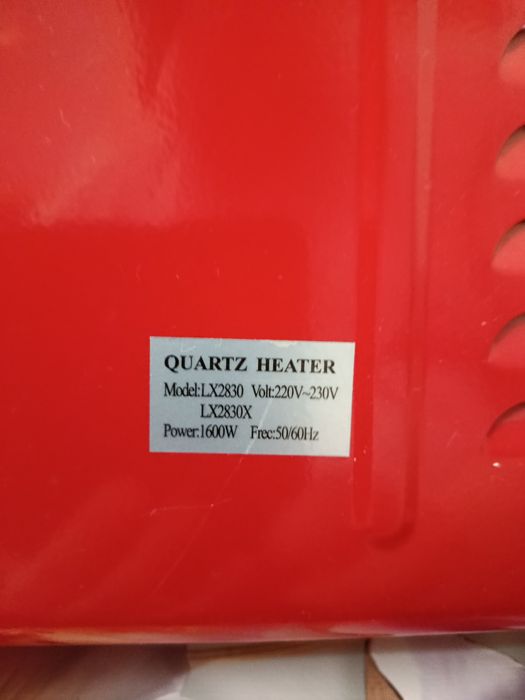 QUARTZ HEATER
Model:LX2830 Volt:220V~230V
LX2830X
Power:1600W Frec:50/60Hz